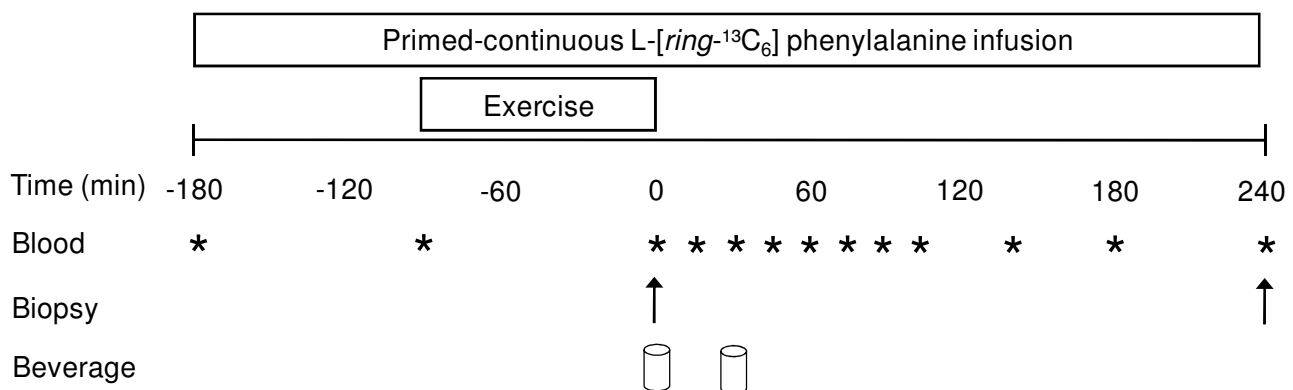 Primed-continuous L-[ring-¹³C₆] phenylalanine infusion
Exercise
Time (min) -180 -120 -60 0 60 120 180 240
Blood * * * * * * * * * * * * *
Biopsy
Beverage